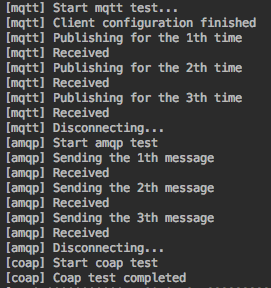 [mqtt] Start mqtt test...
[mqtt] Client configuration finished
[mqtt] Publishing for the 1th time
[mqtt] Received
[mqtt] Publishing for the 2th time
[mqtt] Received
[mqtt] Publishing for the 3th time
[mqtt] Received
[mqtt] Disconnecting...
[amqp] Start amqp test
[amqp] Sending the 1th message
[amqp] Received
[amqp] Sending the 2th message
[amqp] Received
[amqp] Sending the 3th message
[amqp] Received
[amqp] Disconnecting...
[coap] Start coap test
[coap] Coap test completed